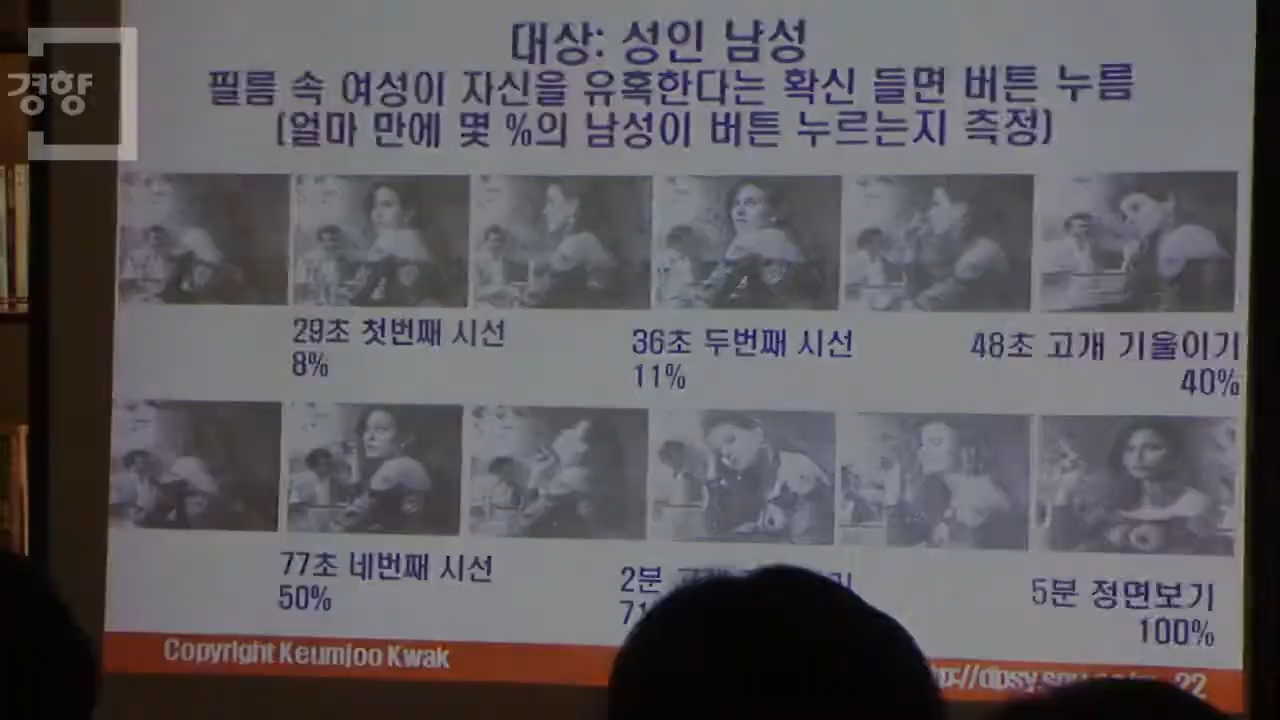 경향
대상: 성인 남성
필름 속 여성이 자신을 유혹한다는 확신 들면 버튼 누름
(얼마 만에 몇 %의 남성이 버튼 누르는지 측정)
29초 첫번째 시선
8%
36초 두번째 시선
11%
48초 고개 기울이기
40%
77초 네번째 시선
50%
2분
71
5분 정면보기
100%
Copyright Keumjoo Kwak
22